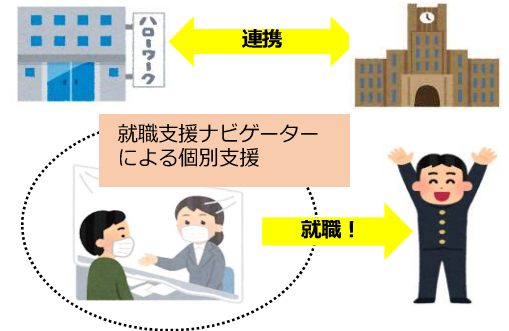 ハローワーク
連携
就職支援ナビゲーター
による個別支援
就職！